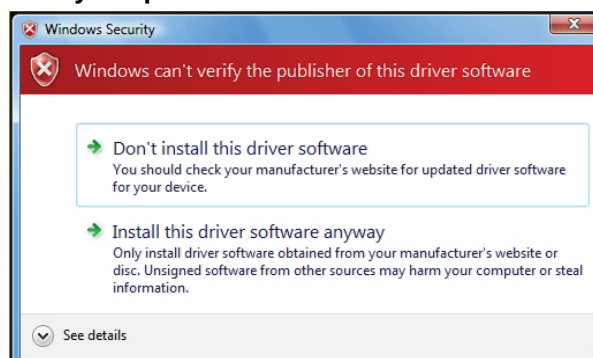 Windows Security
Windows can't verify the publisher of this driver software
Don't install this driver software
You should check your manufacturer's website for updated driver software
for your device.
Install this driver software anyway
Only install driver software obtained from your manufacturer's website or
disc. Unsigned software from other sources may harm your computer or steal
information.
See details